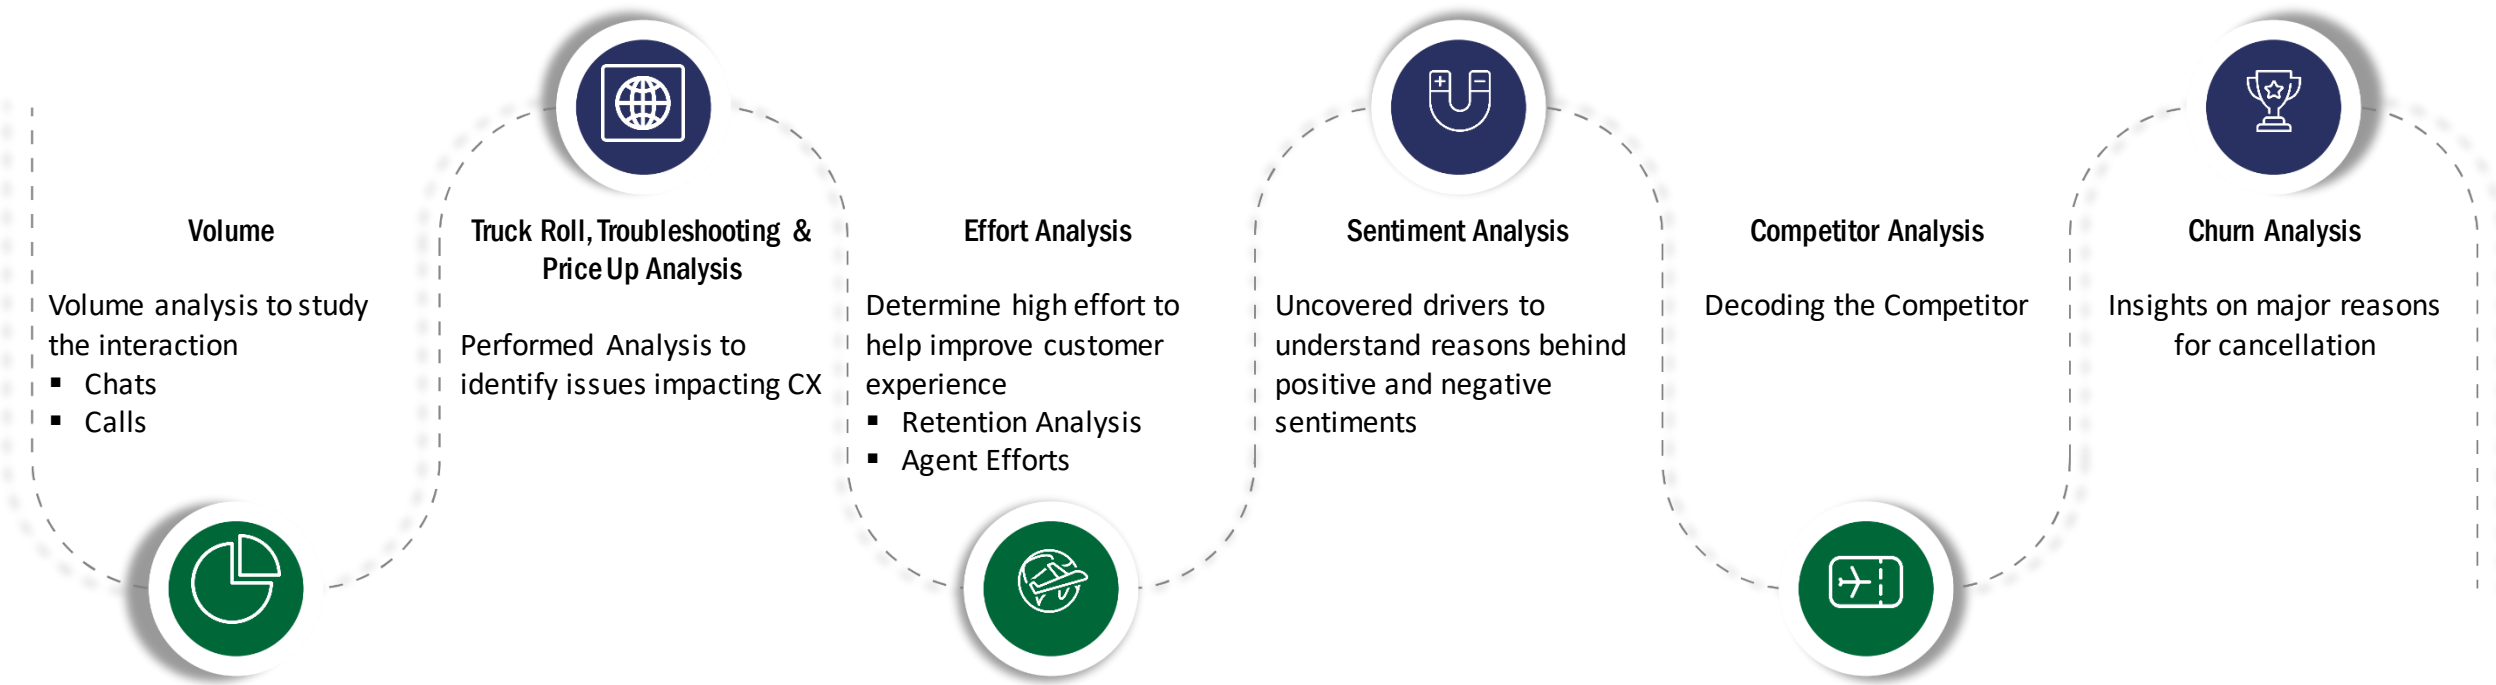 Volume
Volume analysis to study
the interaction
▪ Chats
▪ Calls
Truck Roll, Troubleshooting &
Price Up Analysis
Performed Analysis to
identify issues impacting CX
Effort Analysis
Determine high effort to
help improve customer
experience
▪ Retention Analysis
▪ Agent Efforts
Sentiment Analysis
Uncovered drivers to
understand reasons behind
positive and negative
sentiments
Competitor Analysis
Decoding the Competitor
Churn Analysis
Insights on major reasons
for cancellation